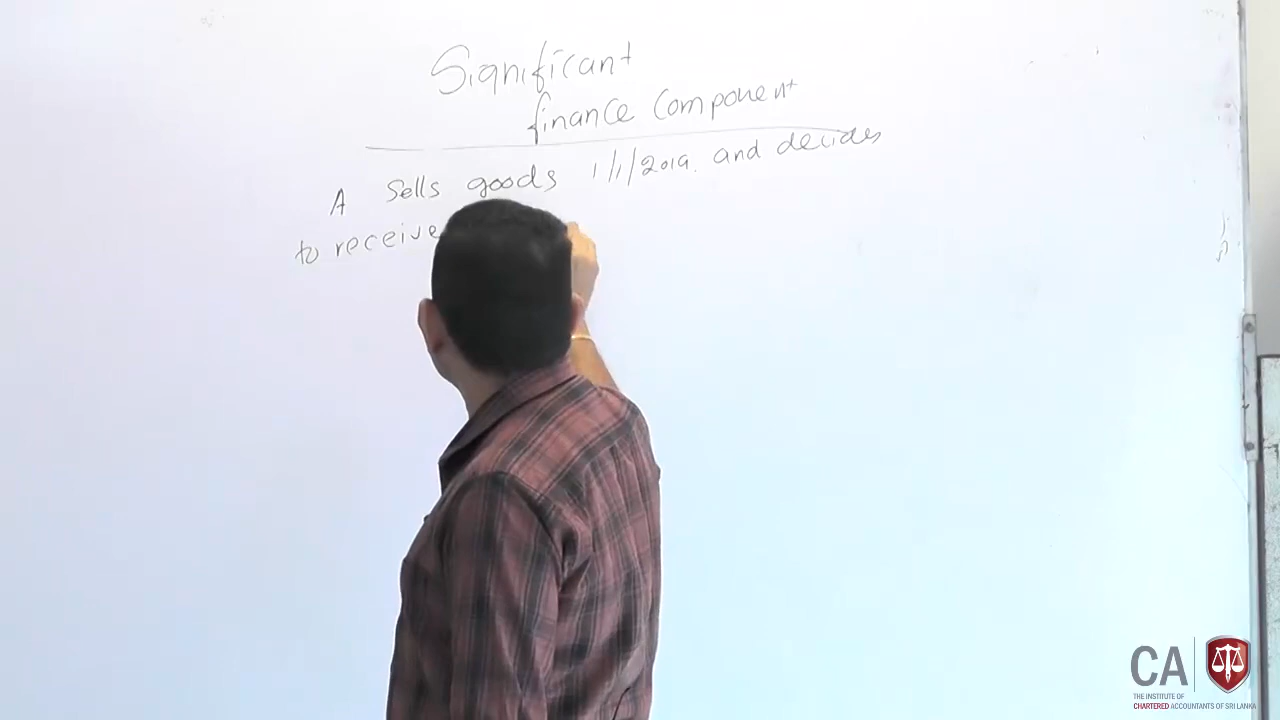 Significant
finance component
A Sells goods 1/1/2019 and decides
to receive
CA
THE INSTITUTE OF
CHARTERED ACCOUNTANTS OF SRI LANKA